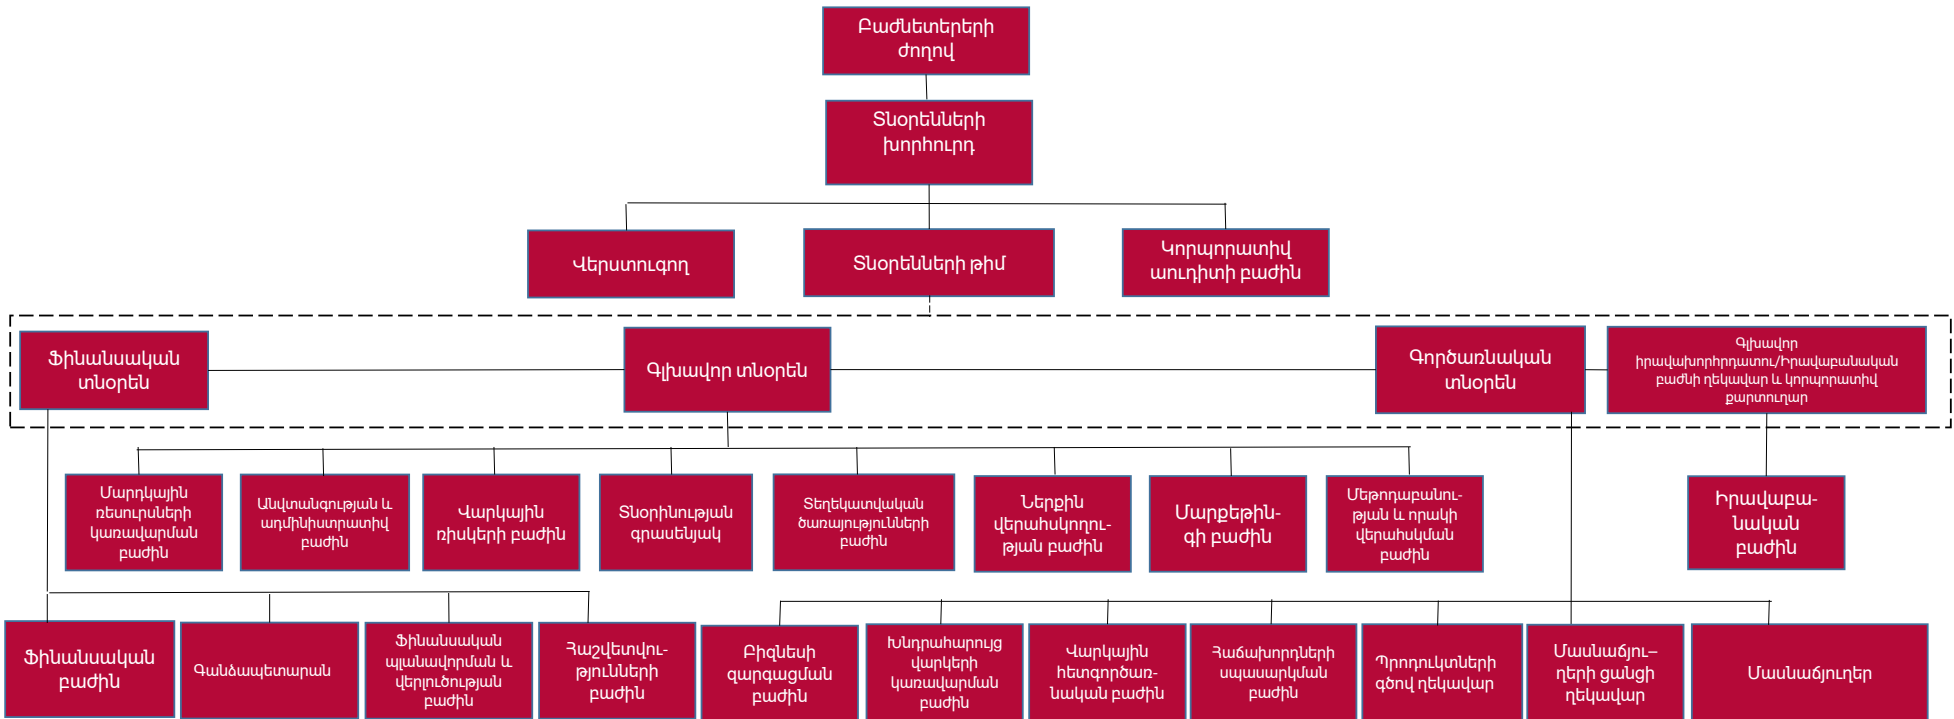 Բաժնետերերի
ժողով
Տնօրենների
խորհուրդ
Վերստուգող
Տնօրենների թիմ
Կորպորատիվ
աուդիտի բաժին
Ֆինանսական
տնօրեն
Գլխավոր տնօրեն
Գործառնական
տնօրեն
Գլխավոր
իրավախորհրդատու/Իրավաբանական
բաժնի ղեկավար և կորպորատիվ
քարտուղար
Մարդկային
ռեսուրսների
կառավարման
բաժին
Անվտանգության և
ադմինիստրատիվ
բաժին
Վարկային
ռիսկերի բաժին
Տնօրինության
գրասենյակ
Տեղեկատվական
ծառայությունների
բաժին
Ներքին
վերահսկողու-
թյան բաժին
Մարքեթին-
գի բաժին
Մեթոդաբանու-
թյան և որակի
վերահսկման
բաժին
Իրավաբա-
նական
բաժին
Ֆինանսական
բաժին
Գանձապետարան
Ֆինանսական
պլանավորման և
վերլուծության
բաժին
Հաշվետվու-
թյունների
բաժին
Բիզնեսի
զարգացման
բաժին
Խնդրահարույց
վարկերի
կառավարման
բաժին
Վարկային
հետգործառ-
նական բաժին
Հաճախորդների
սպասարկման
բաժին
Պրոդուկտների
գծով ղեկավար
Մասնաճյու–
ղերի ցանցի
ղեկավար
Մասնաճյուղեր